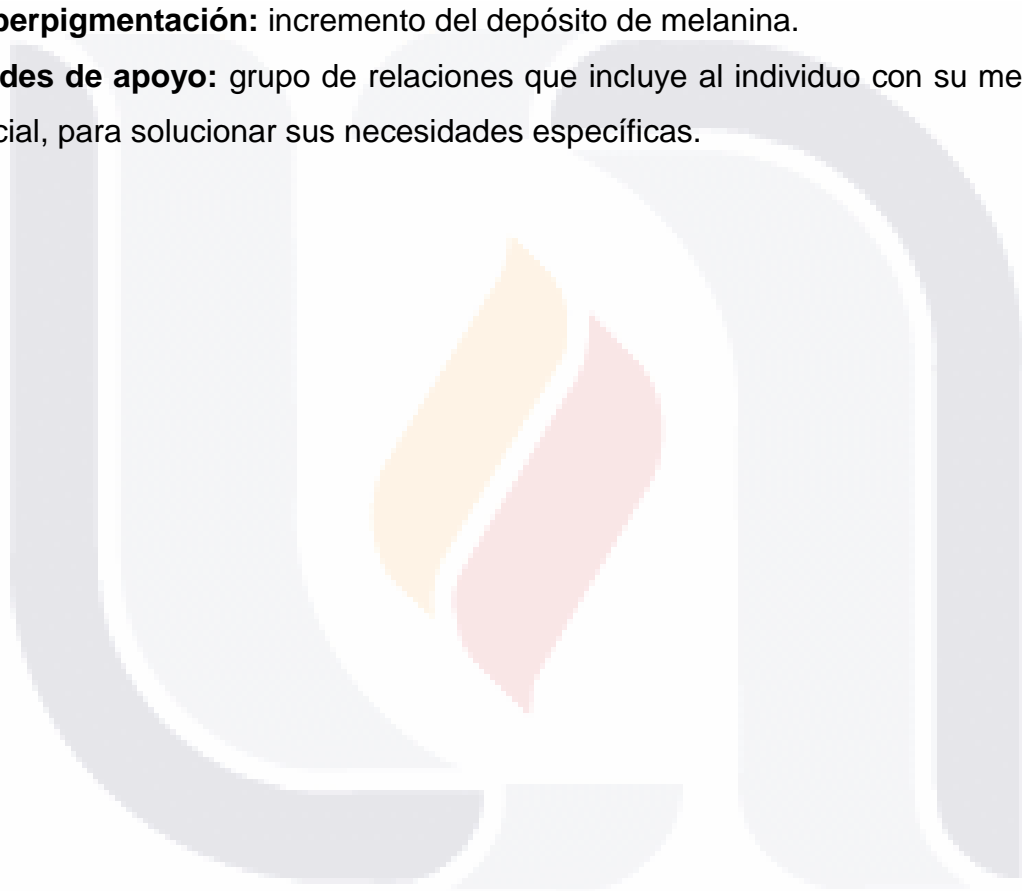 perpigmentación: incremento del depósito de melanina.
des de apoyo: grupo de relaciones que incluye al individuo con su me
cial, para solucionar sus necesidades específicas.